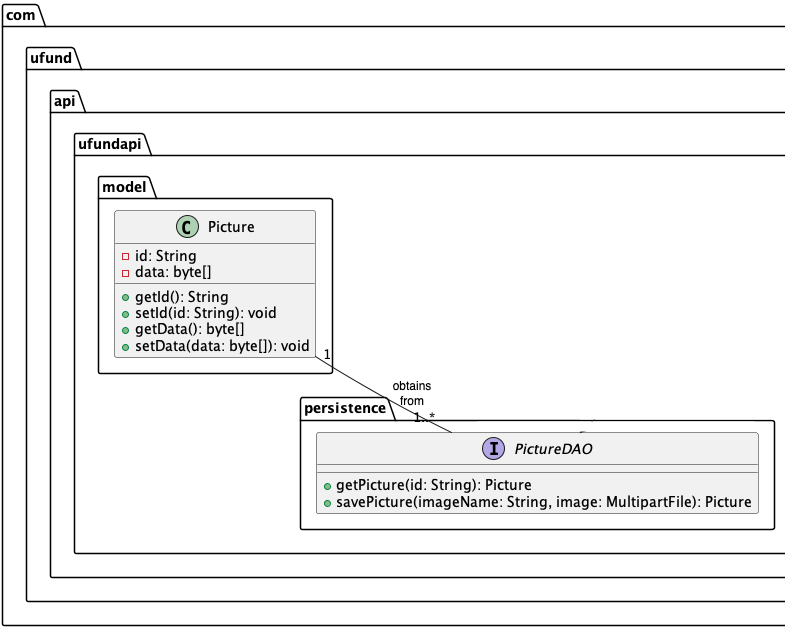 com
ufund
api
ufundapi
model
C Picture
id: String
data: byte[]
getId(): String
setId(id: String): void
getData(): byte[]
setData(data: byte[]): void
1
obtains
from
1..*
persistence
I PictureDAO
getPicture(id: String): Picture
savePicture(imageName: String, image: MultipartFile): Picture